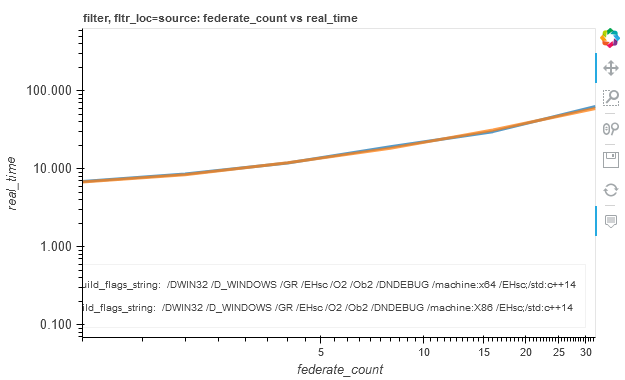 filter, fltr_loc=source: federate_count vs real_time
100.000
10.000
1.000
0.100
real_time
uild_flags_string: /DWIN32 /D_WINDOWS /GR /EHsc /O2 /Ob2 /DNDEBUG /machine:x64 /EHsc;/std:c++14
ild_flags_string: /DWIN32 /D_WINDOWS /GR /EHsc /O2 /Ob2 /DNDEBUG /machine:X86 /EHsc;/std:c++14
5 10 15 20 25 30
federate_count